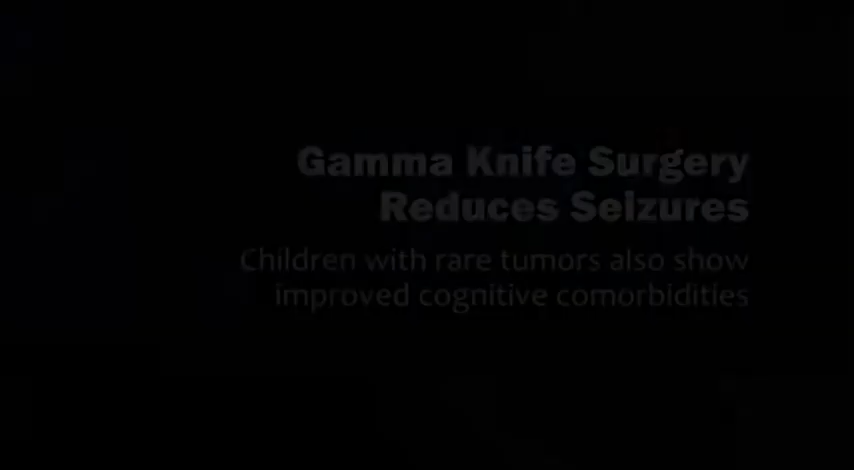 Gamma Knife Surgery
Reduces Seizures
Children with rare tumors also show
improved cognitive comorbidities